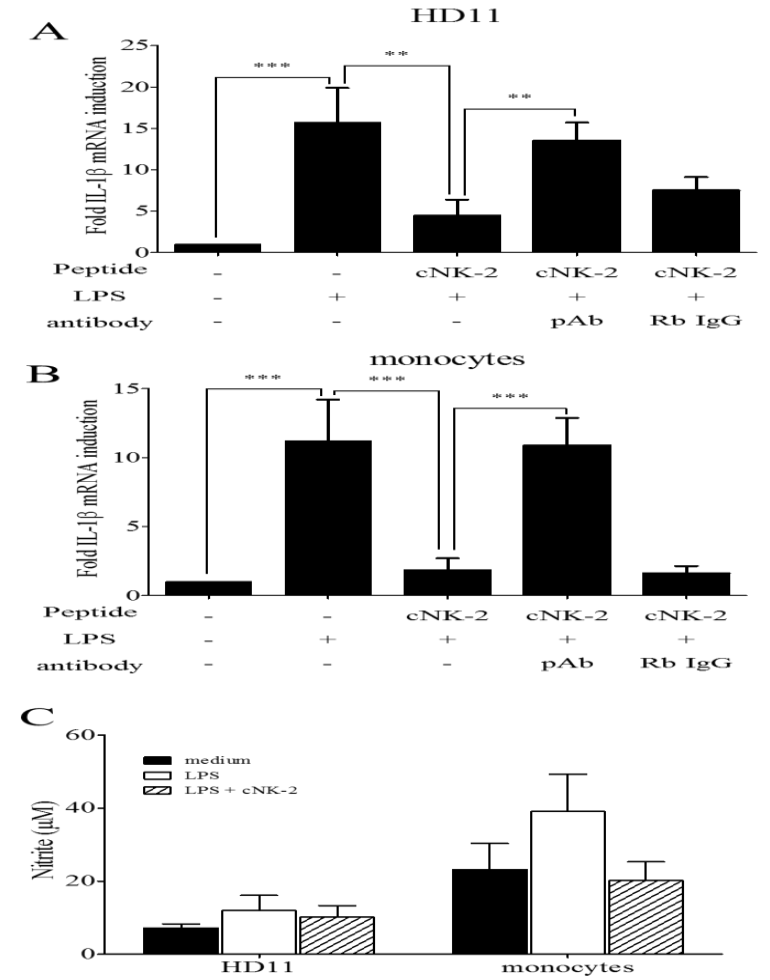 A
HD11
Fold IL-1β mRNA induction
25
20
15
10
5
0
***
**
**
Peptide - - cNK-2 cNK-2 cNK-2
LPS - + + + +
antibody - - - pAb Rb IgG
B
monocytes
Fold IL-1β mRNA induction
15
10
5
0
***
***
***
Peptide - - cNK-2 cNK-2 cNK-2
LPS - + + + +
antibody - - - pAb Rb IgG
C
Nitrite (µM)
60
40
20
0
medium
LPS
LPS + cNK-2
HD11 monocytes